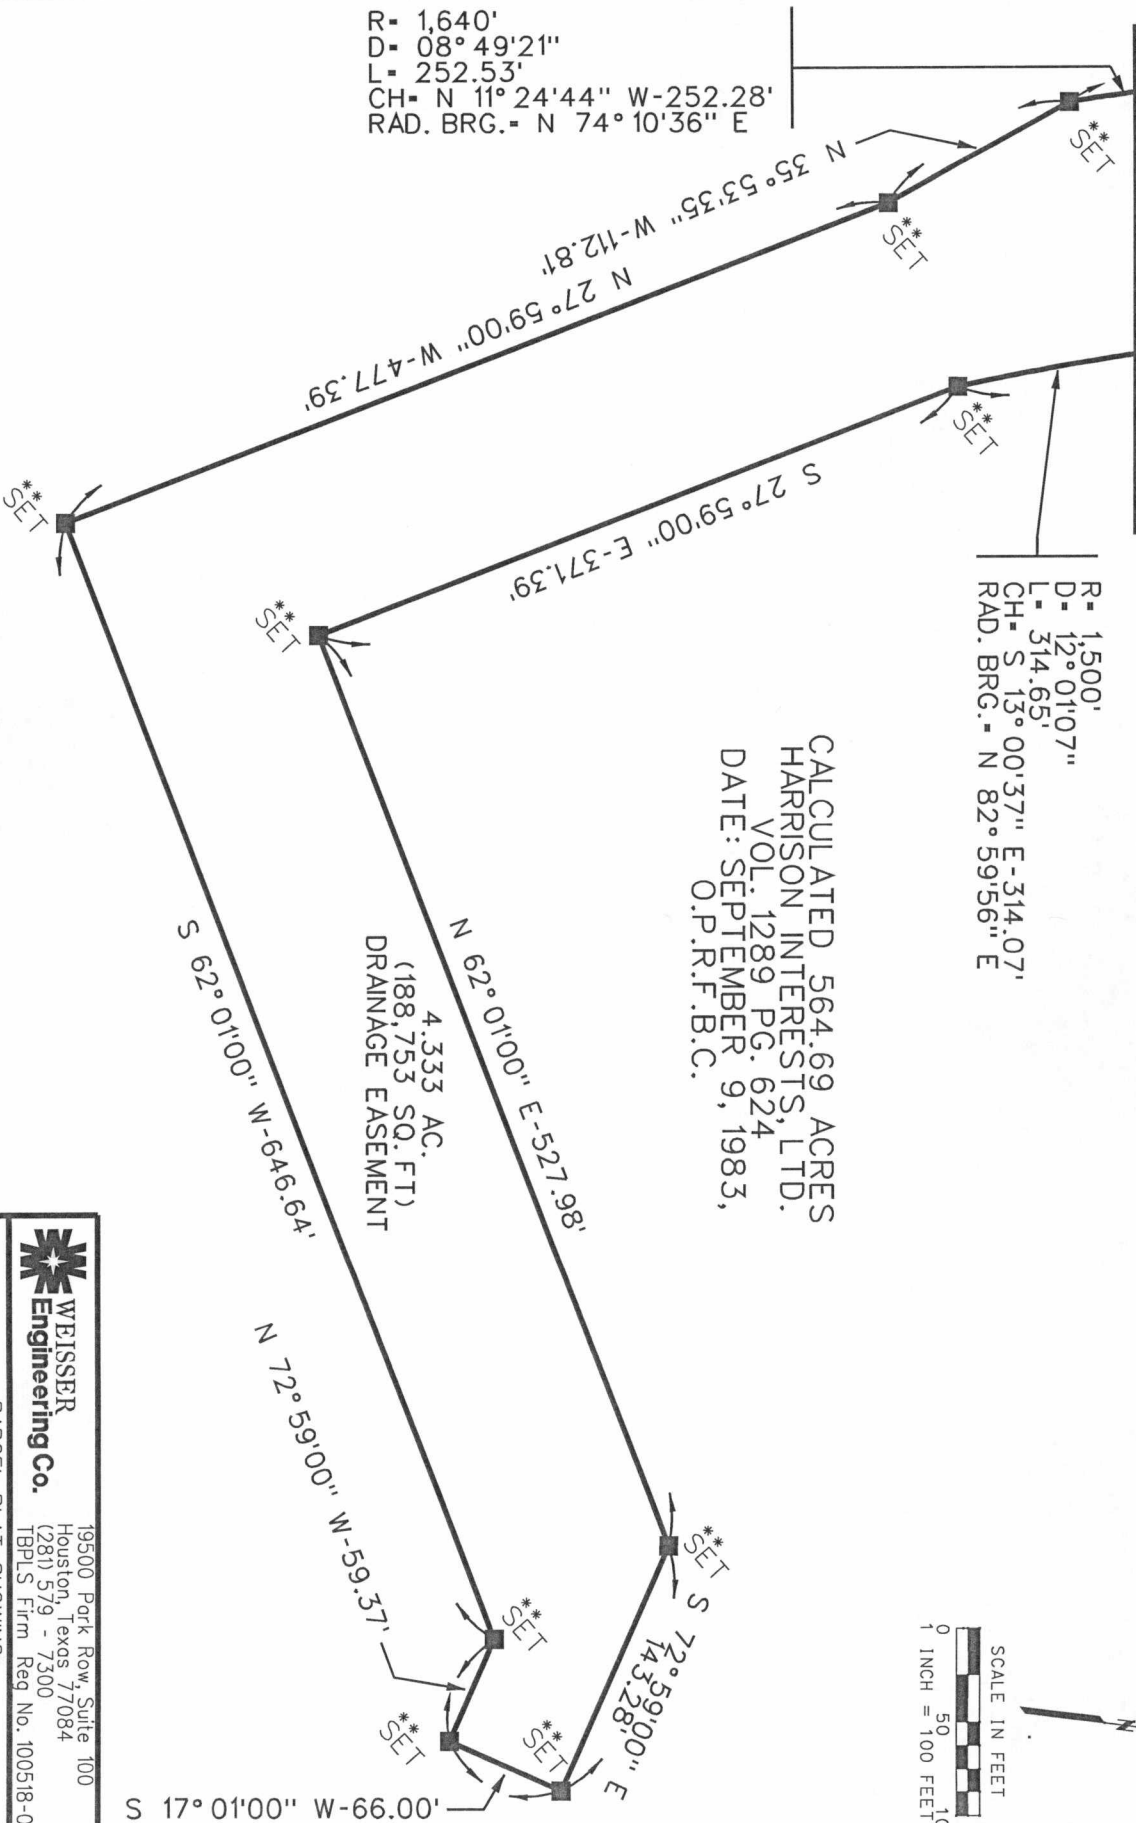 R= 1,640'
D= 08°49'21"
L= 252.53'
CH= N 11°24'44" W-252.28'
RAD. BRG.= N 74°10'36" E
**
SET
N 35°53'35" W-112.81'
**
SET
N 27°59'00" W-477.39'
**
SET
S 27°59'00" E-371.39'
**
SET
**
SET
R= 1,500'
D= 12°01'07"
L= 314.65'
CH= S 13°00'37" E-314.07'
RAD. BRG.= N 82°59'56" E
CALCULATED 564.69 ACRES
HARRISON INTERESTS, LTD.
VOL. 1289 PG. 624
DATE: SEPTEMBER 9, 1983,
O.P.R.F.B.C.
N 62°01'00" E-527.98'
4.333 AC.
(188,753 SQ. FT)
DRAINAGE EASEMENT
S 62°01'00" W-646.64'
**
SET
S 72°59'00" E
143.28'
**
SET
N 72°59'00" W-59.37'
**
SET
**
SET
S 17°01'00" W-66.00'
SCALE IN FEET
0 50
1 INCH = 100 FEET
WEISSER
Engineering Co.
19500 Park Row, Suite 100
Houston, Texas 77084
(281) 579 - 7300
TBPLS Firm Reg No. 100518-0